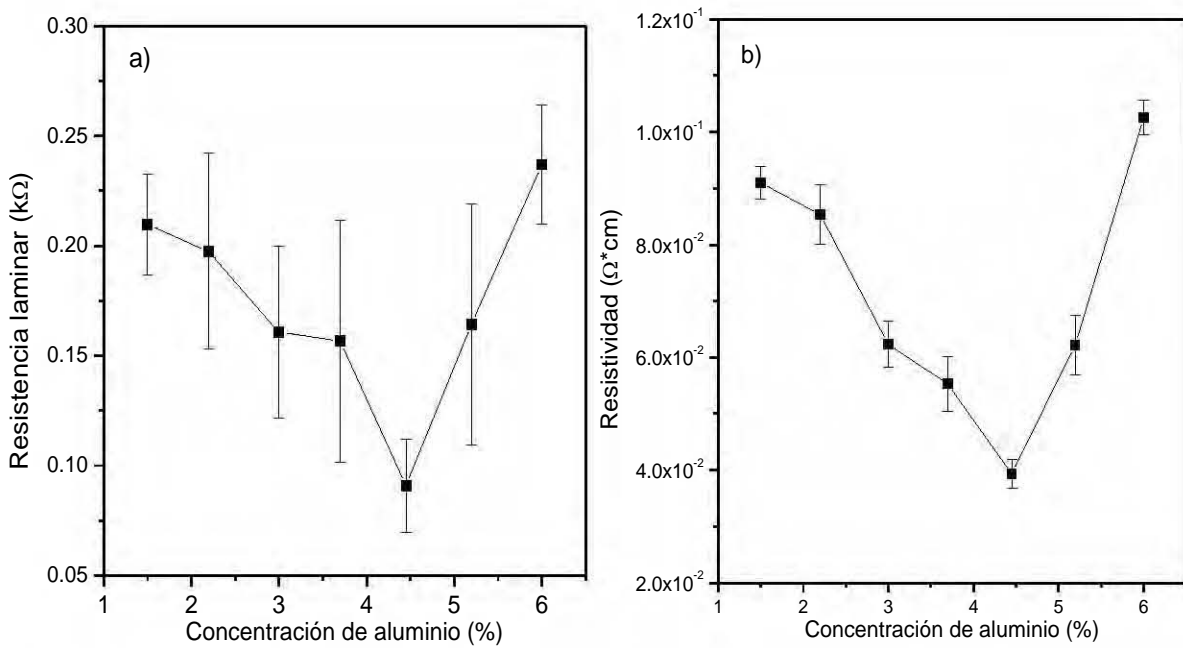 a)
Resistencia laminar (kΩ)
0.30
0.25
0.20
0.15
0.10
0.05
1 2 3 4 5 6
Concentración de aluminio (%)
b)
Resistividad (Ω*cm)
1.2x10⁻¹
1.0x10⁻¹
8.0x10⁻²
6.0x10⁻²
4.0x10⁻²
2.0x10⁻²
1 2 3 4 5 6
Concentración de aluminio (%)